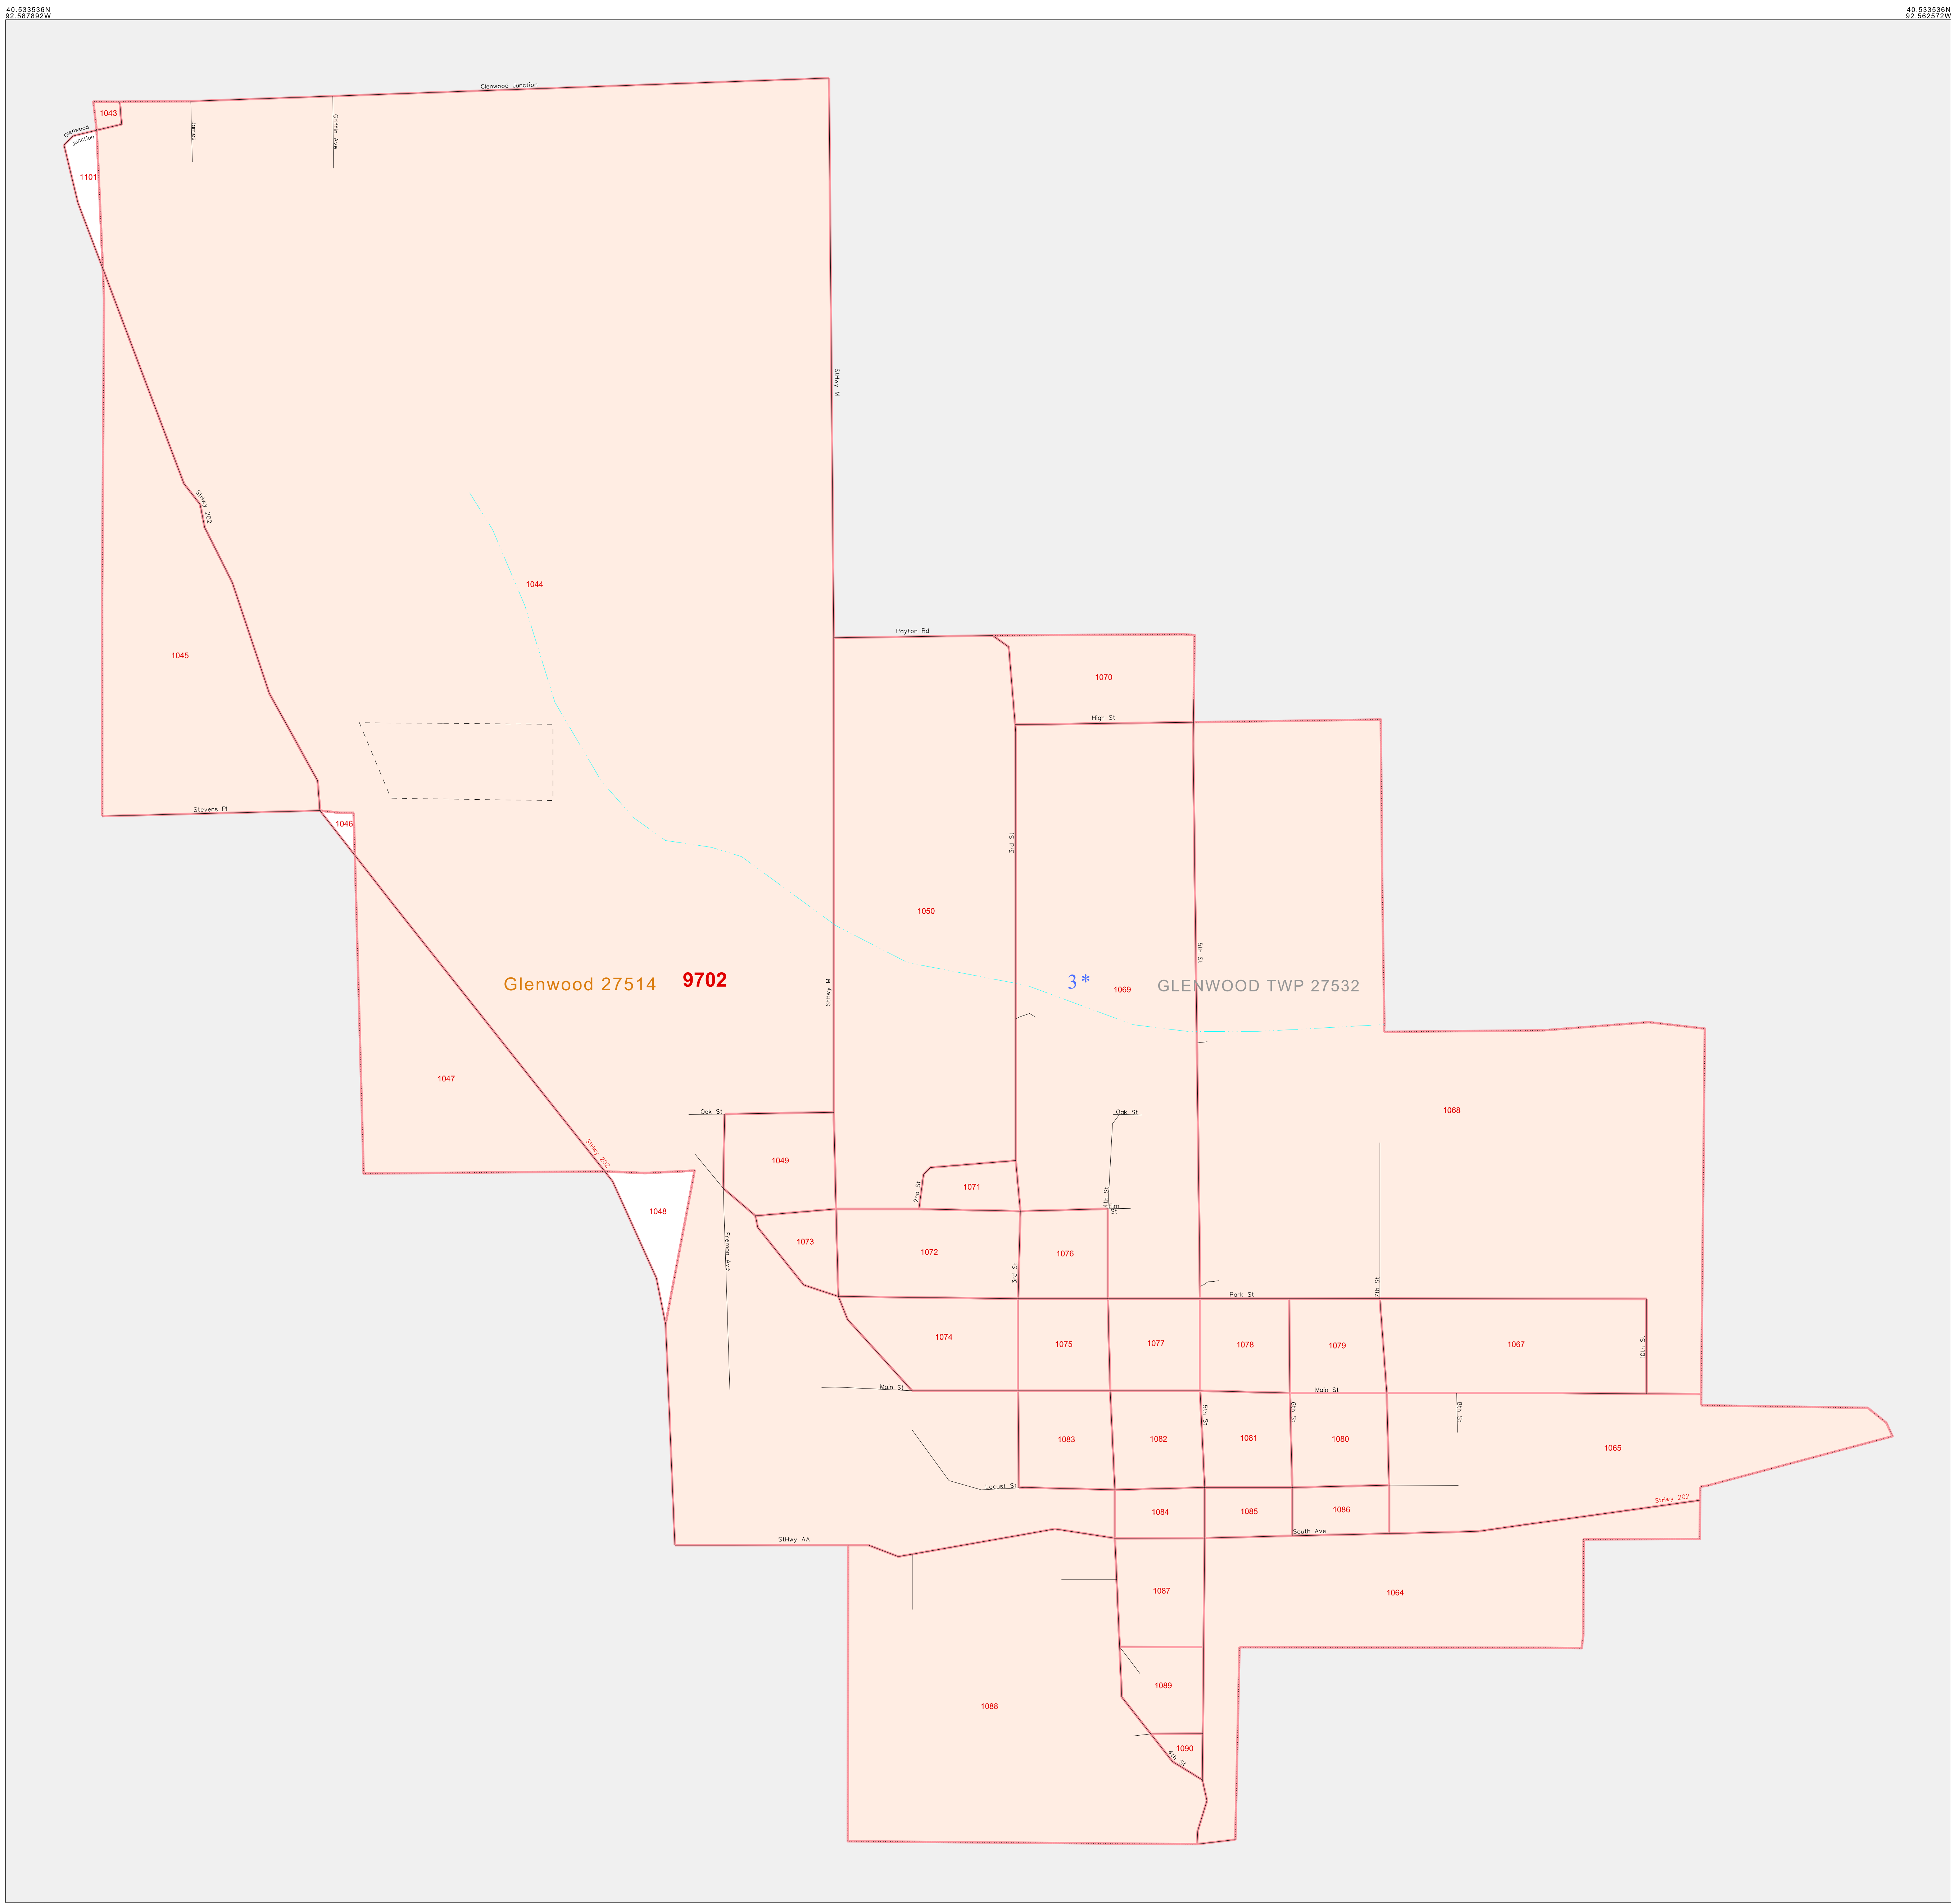 40.533536N
92.587892W
40.533536N
92.562572W
Glenwood Junction
1043
Glenwood
Junction
James
Griffin Ave
1101
StHwy M
StHwy 202
1044
Payton Rd
1045
1070
High St
Stevens Pl
1046
3rd St
1050
5th St
Glenwood 27514
9702
StHwy M
3*
1069
GLENWOOD TWP 27532
1047
Oak St
Oak St
1068
StHwy 202
1049
1071
2nd St
4th St
Elm
St
1048
Fremon Ave
1073
1072
3rd St
1076
7th St
Park St
1074
1075
1077
1078
1079
1067
10th St
Main St
Main St
5th St
6th St
8th St
1083
1082
1081
1080
1065
Locust St
StHwy 202
1084
1085
1086
South Ave
StHwy AA
1087
1064
1089
1088
1090
4th St